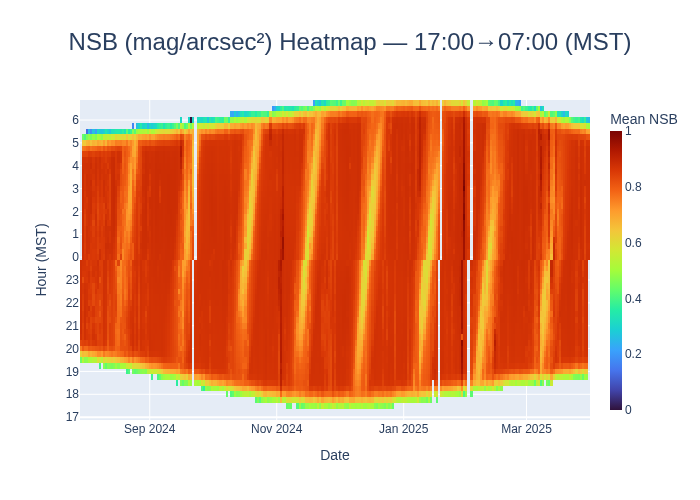 NSB (mag/arcsec²) Heatmap — 17:00→07:00 (MST)
Mean NSB
1
0.8
0.6
0.4
0.2
0
Hour (MST)
6
5
4
3
2
1
0
23
22
21
20
19
18
17
Sep 2024
Nov 2024
Jan 2025
Mar 2025
Date